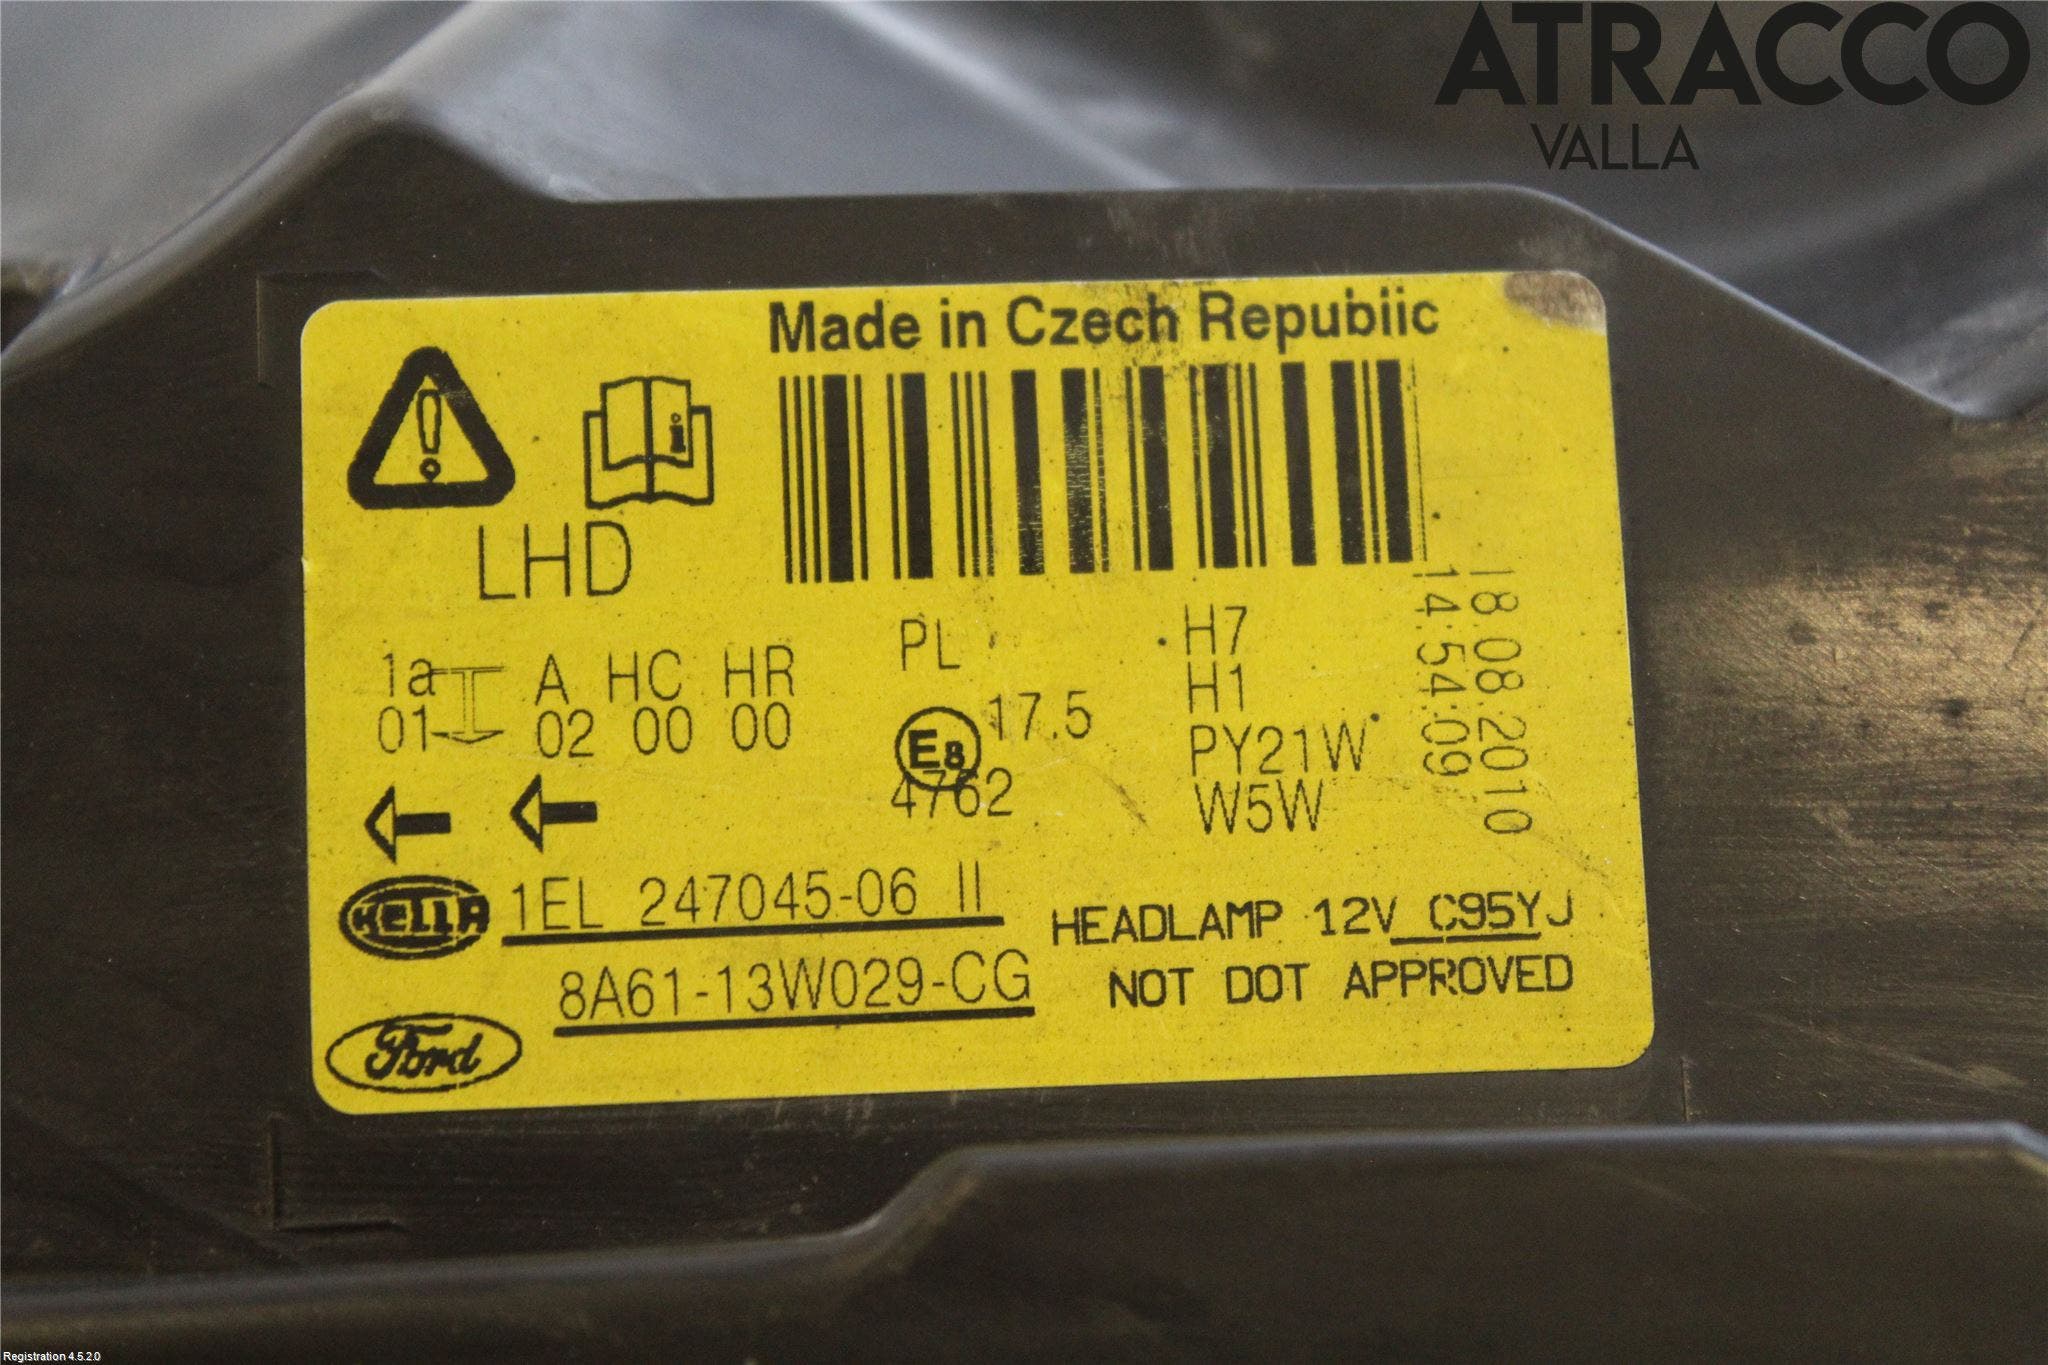 ATRACCO
VALLA
Made in Czech Repubiic
LHD
1a A HC HR
01 02 00 00
PL
17.5
E8
4762
H7
H1
PY21W
W5W
18:08:2010
14:54:09
HELLA 1EL 247045-06 II
HEADLAMP 12V C95YJ
NOT DOT APPROVED
8A61-13W029-CG
Ford
Registration 4.5.2.0